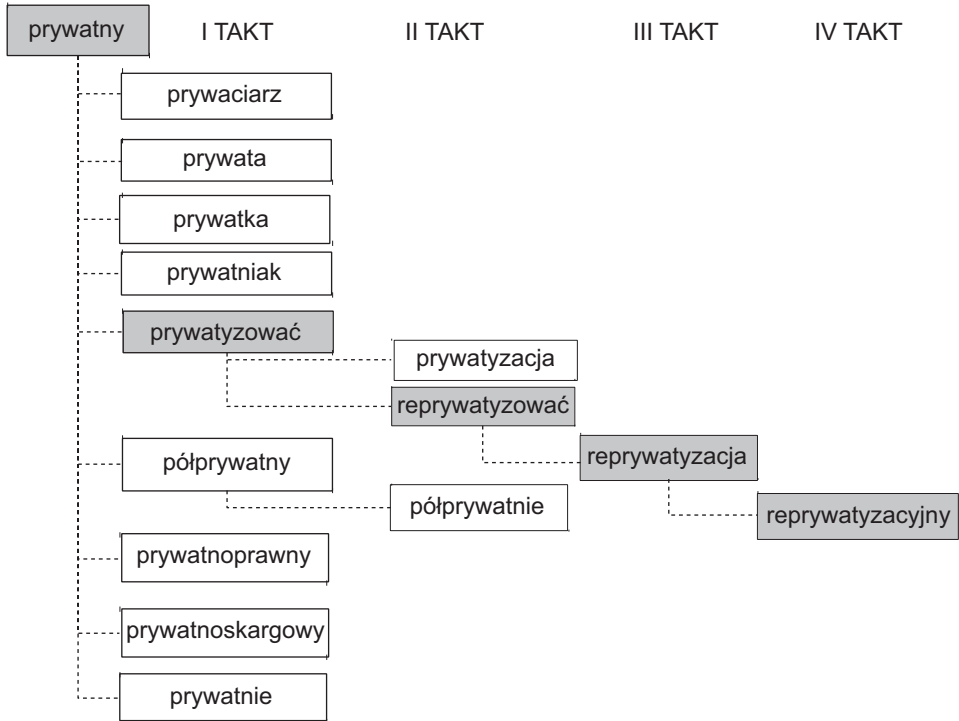 prywatny I TAKT II TAKT III TAKT IV TAKT
prywaciarz
prywata
prywatka
prywatniak
prywatyzować
prywatyzacja
reprywatyzować
półprywatny
reprywatyzacja
półprywatnie
reprywatyzacyjny
prywatnoprawny
prywatnoskargowy
prywatnie